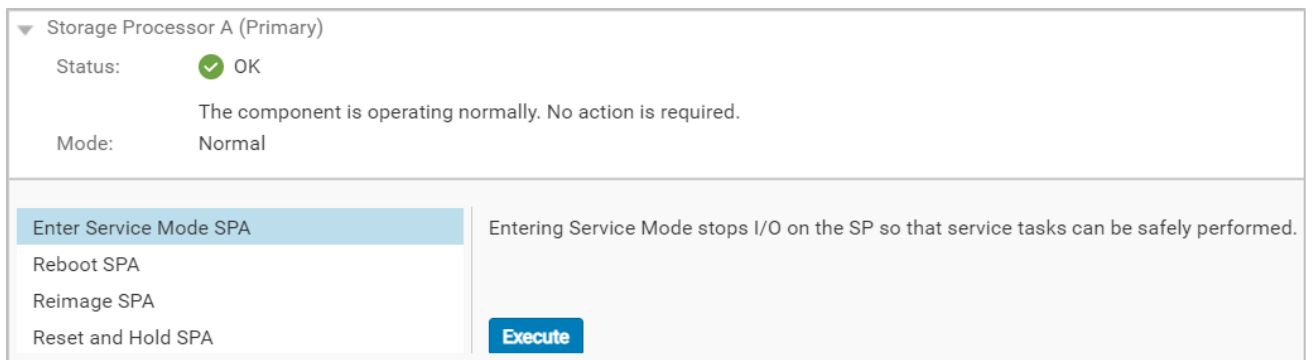 Storage Processor A (Primary)
Status: OK
The component is operating normally. No action is required.
Mode: Normal
Enter Service Mode SPA
Reboot SPA
Reimage SPA
Reset and Hold SPA
Entering Service Mode stops I/O on the SP so that service tasks can be safely performed.
Execute